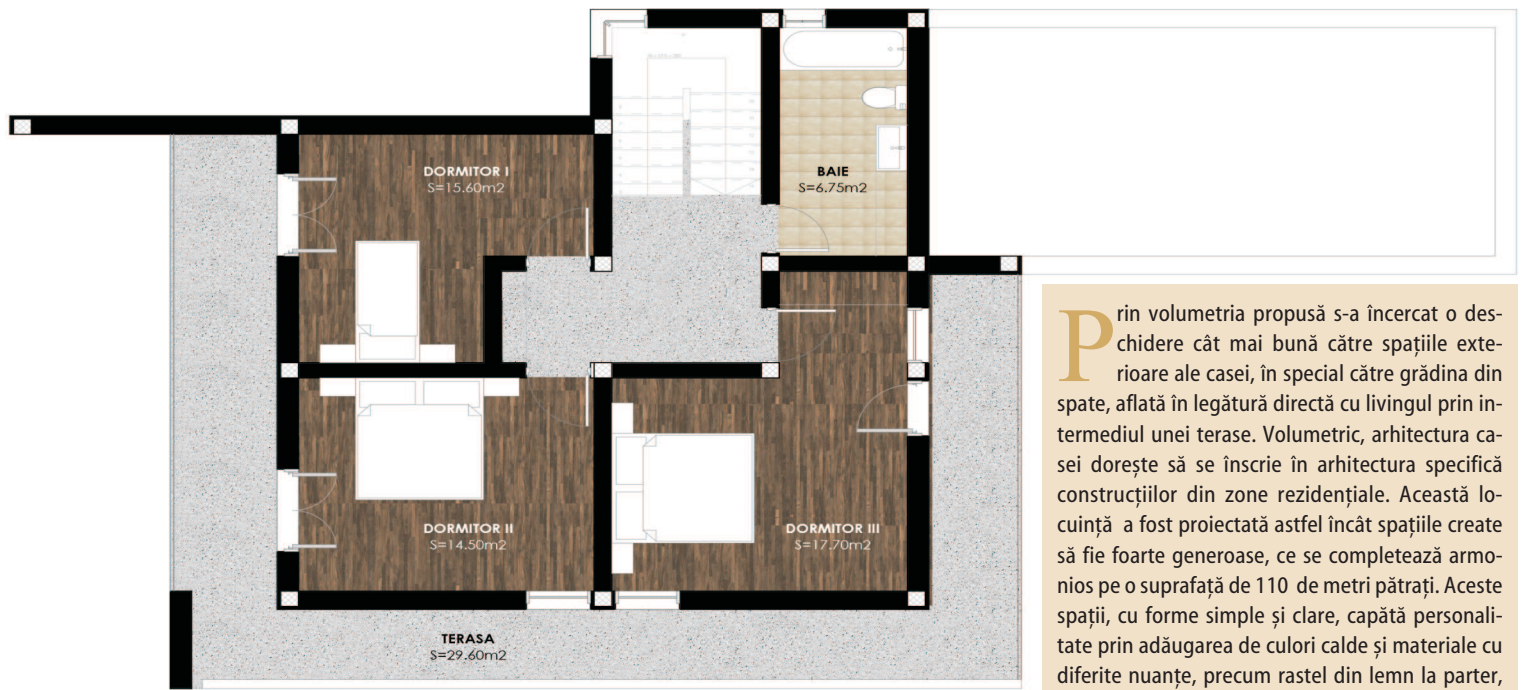 DORMITOR I
S=15.60m2
BAIE
S=6.75m2
DORMITOR II
S=14.50m2
DORMITOR III
S=17.70m2
TERASA
S=29.60m2
Prin volumetria propusă s-a încercat o des-
chidere cât mai bună către spațiile exte-
rioare ale casei, în special către grădina din
spate, aflată în legătură directă cu livingul prin in-
termediul unei terase. Volumetric, arhitectura ca-
sei dorește să se înscrie în arhitectura specifică
construcțiilor din zone rezidențiale. Această lo-
cuință a fost proiectată astfel încât spațiile create
să fie foarte generoase, ce se completează armo-
nios pe o suprafață de 110 de metri pătrați. Aceste
spații, cu forme simple și clare, capătă personali-
tate prin adăugarea de culori calde și materiale cu
diferite nuanțe, precum rastel din lemn la parter,